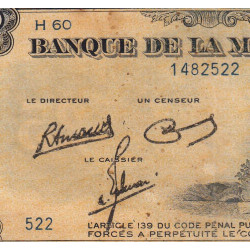 H 60
BANQUE DE LA M
1482522
LE DIRECTEUR UN CENSEUR
LE CAISSIER
522
L'ARTICLE 139 DU CODE PÉNAL PU
FORCÉS À PERPÉTUITÉ LE CO